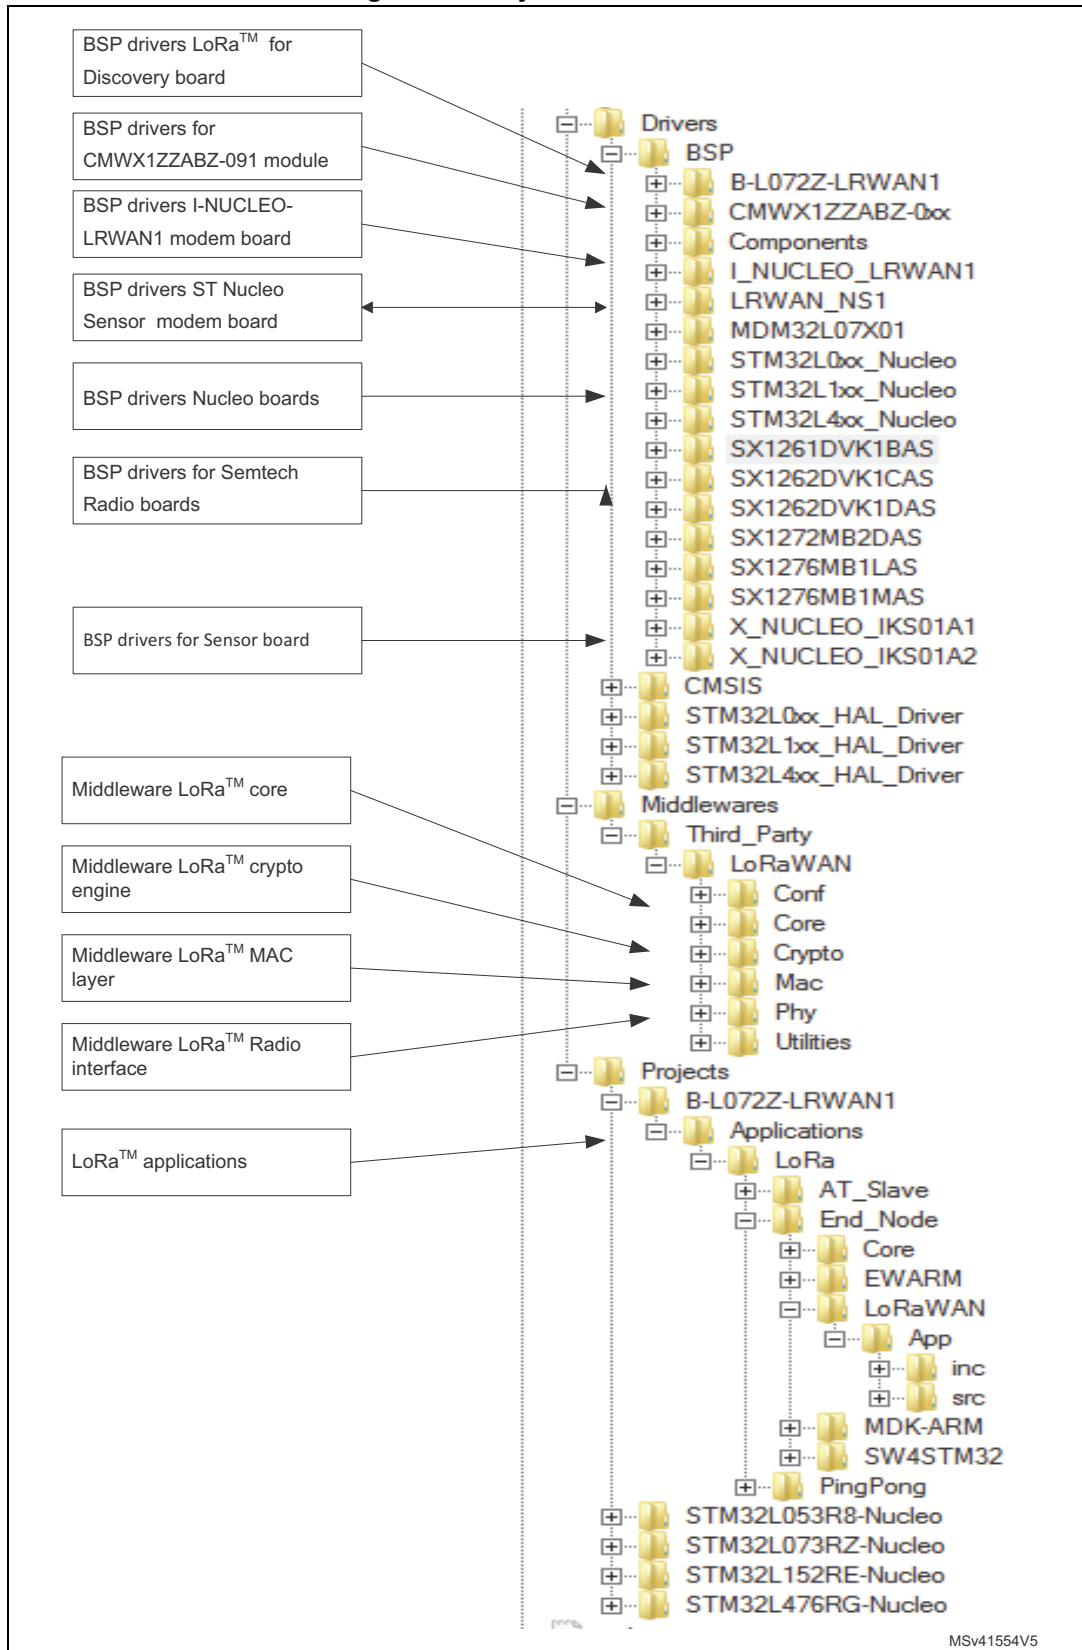 BSP drivers LoRa™ for
Discovery board
BSP drivers for
CMWX1ZZABZ-091 module
BSP drivers I-NUCLEO-
LRWAN1 modem board
BSP drivers ST Nucleo
Sensor modem board
BSP drivers Nucleo boards
BSP drivers for Semtech
Radio boards
BSP drivers for Sensor board
Middleware LoRa™ core
Middleware LoRa™ crypto
engine
Middleware LoRa™ MAC
layer
Middleware LoRa™ Radio
interface
LoRa™ applications
Drivers
BSP
B-L072Z-LRWAN1
CMWX1ZZABZ-0xx
Components
I_NUCLEO_LRWAN1
LRWAN_NS1
MDM32L07X01
STM32L0xx_Nucleo
STM32L1xx_Nucleo
STM32L4xx_Nucleo
SX1261DVK1BAS
SX1262DVK1CAS
SX1262DVK1DAS
SX1272MB2DAS
SX1276MB1LAS
SX1276MB1MAS
X_NUCLEO_IKS01A1
X_NUCLEO_IKS01A2
CMSIS
STM32L0xx_HAL_Driver
STM32L1xx_HAL_Driver
STM32L4xx_HAL_Driver
Middlewares
Third_Party
LoRaWAN
Conf
Core
Crypto
Mac
Phy
Utilities
Projects
B-L072Z-LRWAN1
Applications
LoRa
AT_Slave
End_Node
Core
EWARM
LoRaWAN
App
inc
src
MDK-ARM
SW4STM32
PingPong
STM32L053R8-Nucleo
STM32L073RZ-Nucleo
STM32L152RE-Nucleo
STM32L476RG-Nucleo
MSv41554V5